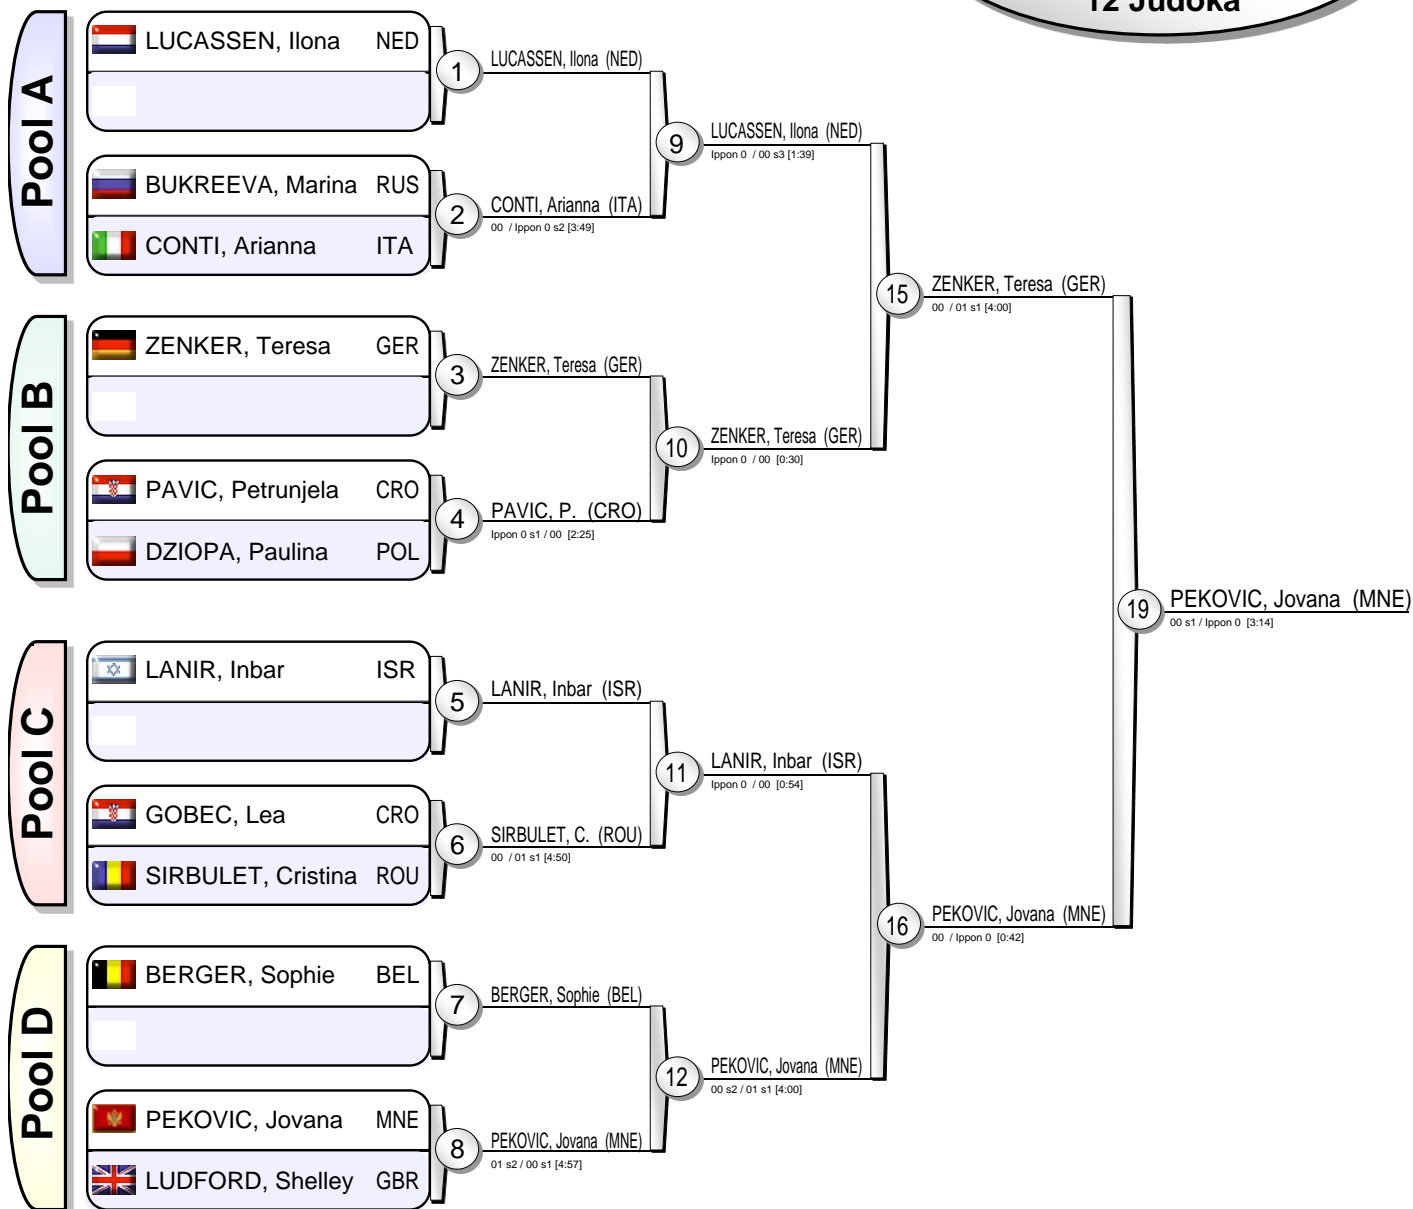 12 Judoka
Pool A
LUCASSEN, Ilona NED
BUKREEVA, Marina RUS
CONTI, Arianna ITA
Pool B
ZENKER, Teresa GER
PAVIC, Petrunjela CRO
DZIOPA, Paulina POL
Pool C
LANIR, Inbar ISR
GOBEC, Lea CRO
SIRBULET, Cristina ROU
Pool D
BERGER, Sophie BEL
PEKOVIC, Jovana MNE
LUDFORD, Shelley GBR
1
LUCASSEN, Ilona (NED)
2
CONTI, Arianna (ITA)
00 / Ippon 0 s2 [3:49]
3
ZENKER, Teresa (GER)
4
PAVIC, P. (CRO)
Ippon 0 s1 / 00 [2:25]
5
LANIR, Inbar (ISR)
6
SIRBULET, C. (ROU)
00 / 01 s1 [4:50]
7
BERGER, Sophie (BEL)
8
PEKOVIC, Jovana (MNE)
01 s2 / 00 s1 [4:57]
9
LUCASSEN, Ilona (NED)
Ippon 0 / 00 s3 [1:39]
10
ZENKER, Teresa (GER)
Ippon 0 / 00 [0:30]
11
LANIR, Inbar (ISR)
Ippon 0 / 00 [0:54]
12
PEKOVIC, Jovana (MNE)
00 s2 / 01 s1 [4:00]
15
ZENKER, Teresa (GER)
00 / 01 s1 [4:00]
16
PEKOVIC, Jovana (MNE)
00 / Ippon 0 [0:42]
19
PEKOVIC, Jovana (MNE)
00 s1 / Ippon 0 [3:14]